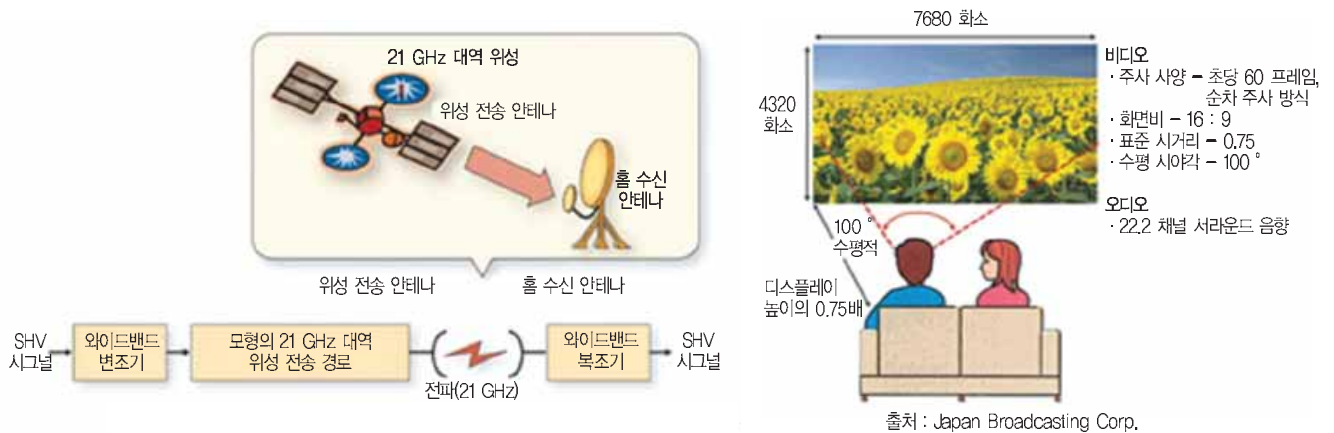 21 GHz 대역 위성
위성 전송 안테나
홈 수신
안테나
위성 전송 안테나
홈 수신 안테나
SHV
시그널
와이드밴드
변조기
모형의 21 GHz 대역
위성 전송 경로
전파(21 GHz)
와이드밴드
복조기
SHV
시그널
7680 화소
4320
화소
비디오
· 주사 사양 – 초당 60 프레임,
순차 주사 방식
· 화면비 – 16 : 9
· 표준 시거리 – 0.75
· 수평 시야각 – 100 °
오디오
· 22.2 채널 서라운드 음향
100 °
수평적
디스플레이
높이의 0.75배
출처 : Japan Broadcasting Corp.